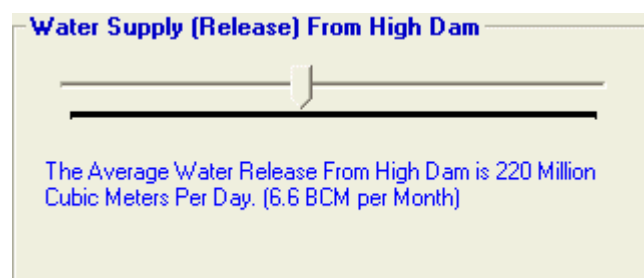 Water Supply (Release) From High Dam
The Average Water Release From High Dam is 220 Million
Cubic Meters Per Day. (6.6 BCM per Month)